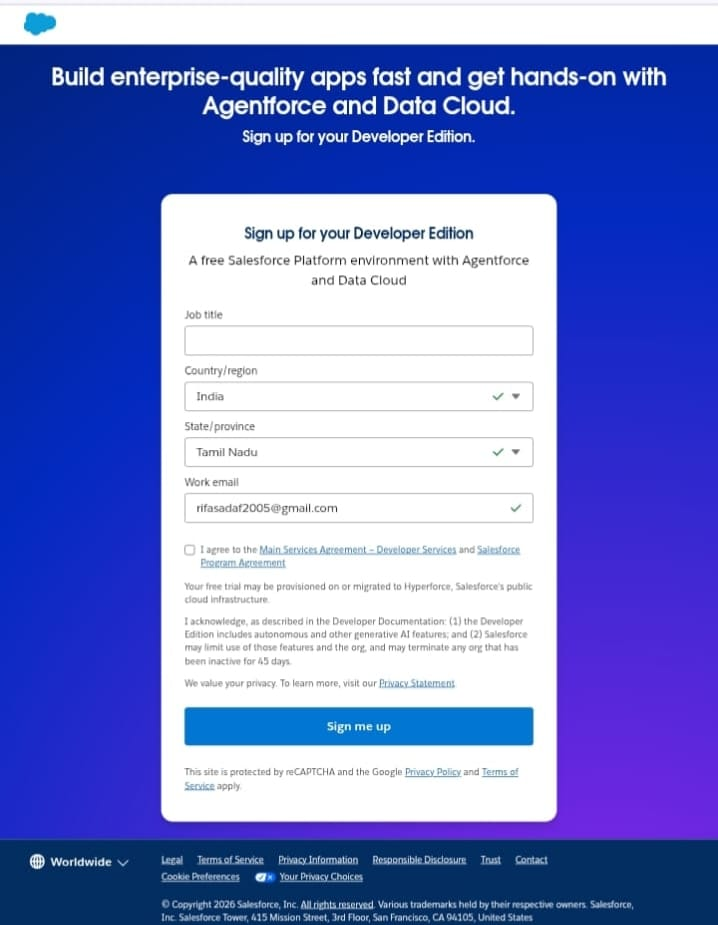 Build enterprise-quality apps fast and get hands-on with
Agentforce and Data Cloud.
Sign up for your Developer Edition.
Sign up for your Developer Edition
A free Salesforce Platform environment with Agentforce
and Data Cloud
Job title
Country/region
India
State/province
Tamil Nadu
Work email
rifasadaf2005@gmail.com
I agree to the Main Services Agreement – Developer Services and Salesforce
Program Agreement
Your free trial may be provisioned on or migrated to Hyperforce, Salesforce's public
cloud infrastructure.
I acknowledge, as described in the Developer Documentation: (1) the Developer
Edition includes autonomous and other generative AI features; and (2) Salesforce
may limit use of those features and the org, and may terminate any org that has
been inactive for 45 days.
We value your privacy. To learn more, visit our Privacy Statement.
Sign me up
This site is protected by reCAPTCHA and the Google Privacy Policy and Terms of
Service apply.
Worldwide
Legal Terms of Service Privacy Information Responsible Disclosure Trust Contact
Cookie Preferences Your Privacy Choices
© Copyright 2026 Salesforce, Inc. All rights reserved. Various trademarks held by their respective owners. Salesforce,
Inc. Salesforce Tower, 415 Mission Street, 3rd Floor, San Francisco, CA 94105, United States